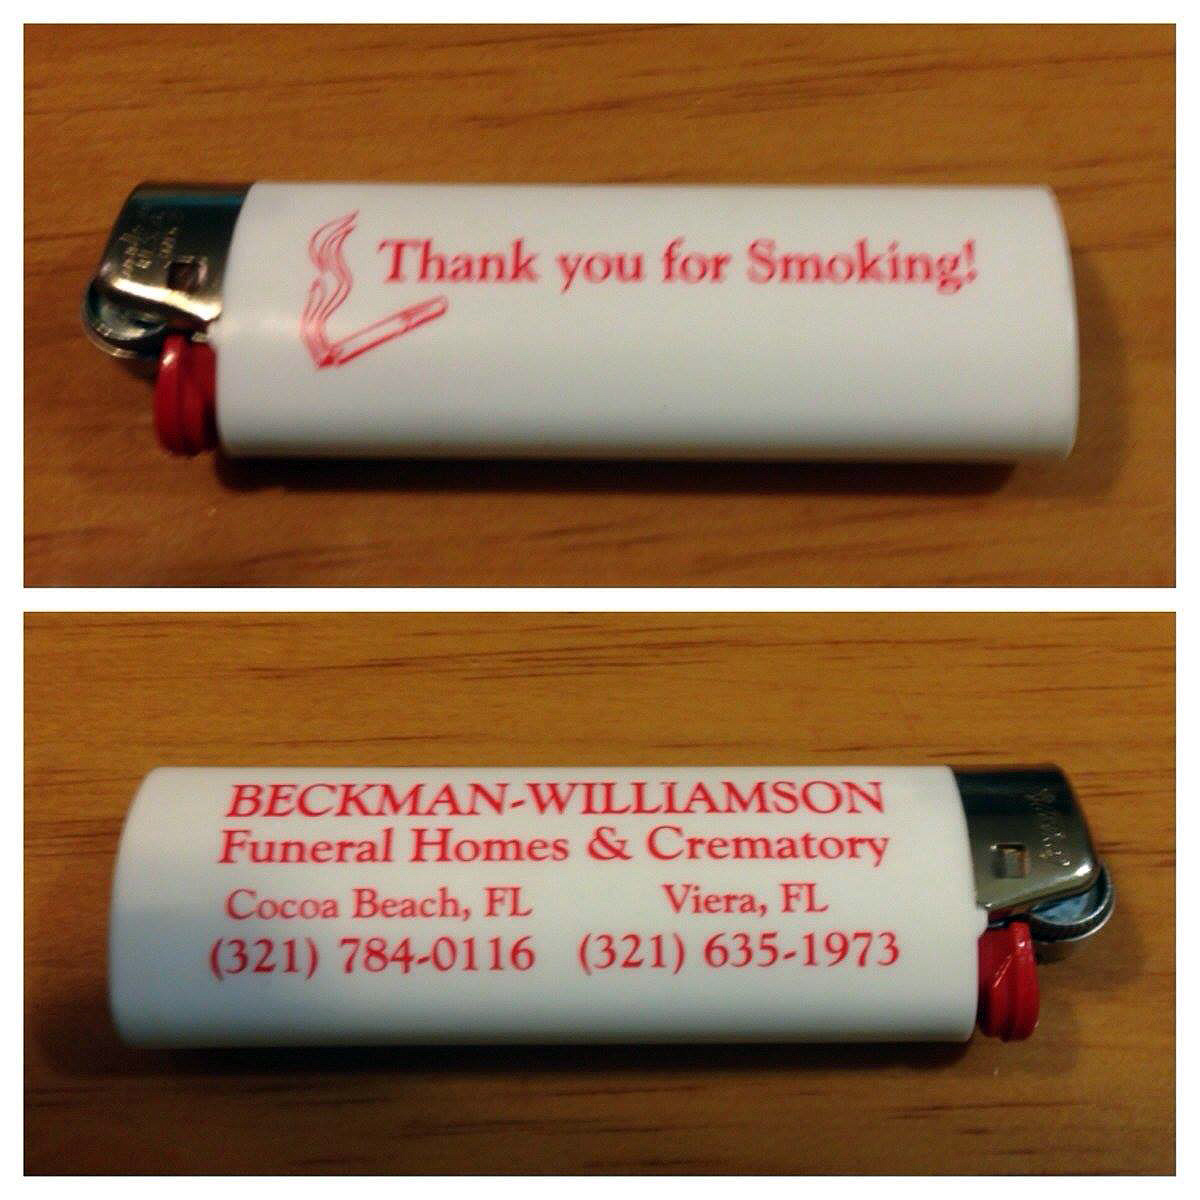 Thank you for Smoking!
BECKMAN-WILLIAMSON
Funeral Homes & Crematory
Cocoa Beach, FL Viera, FL
(321) 784-0116 (321) 635-1973